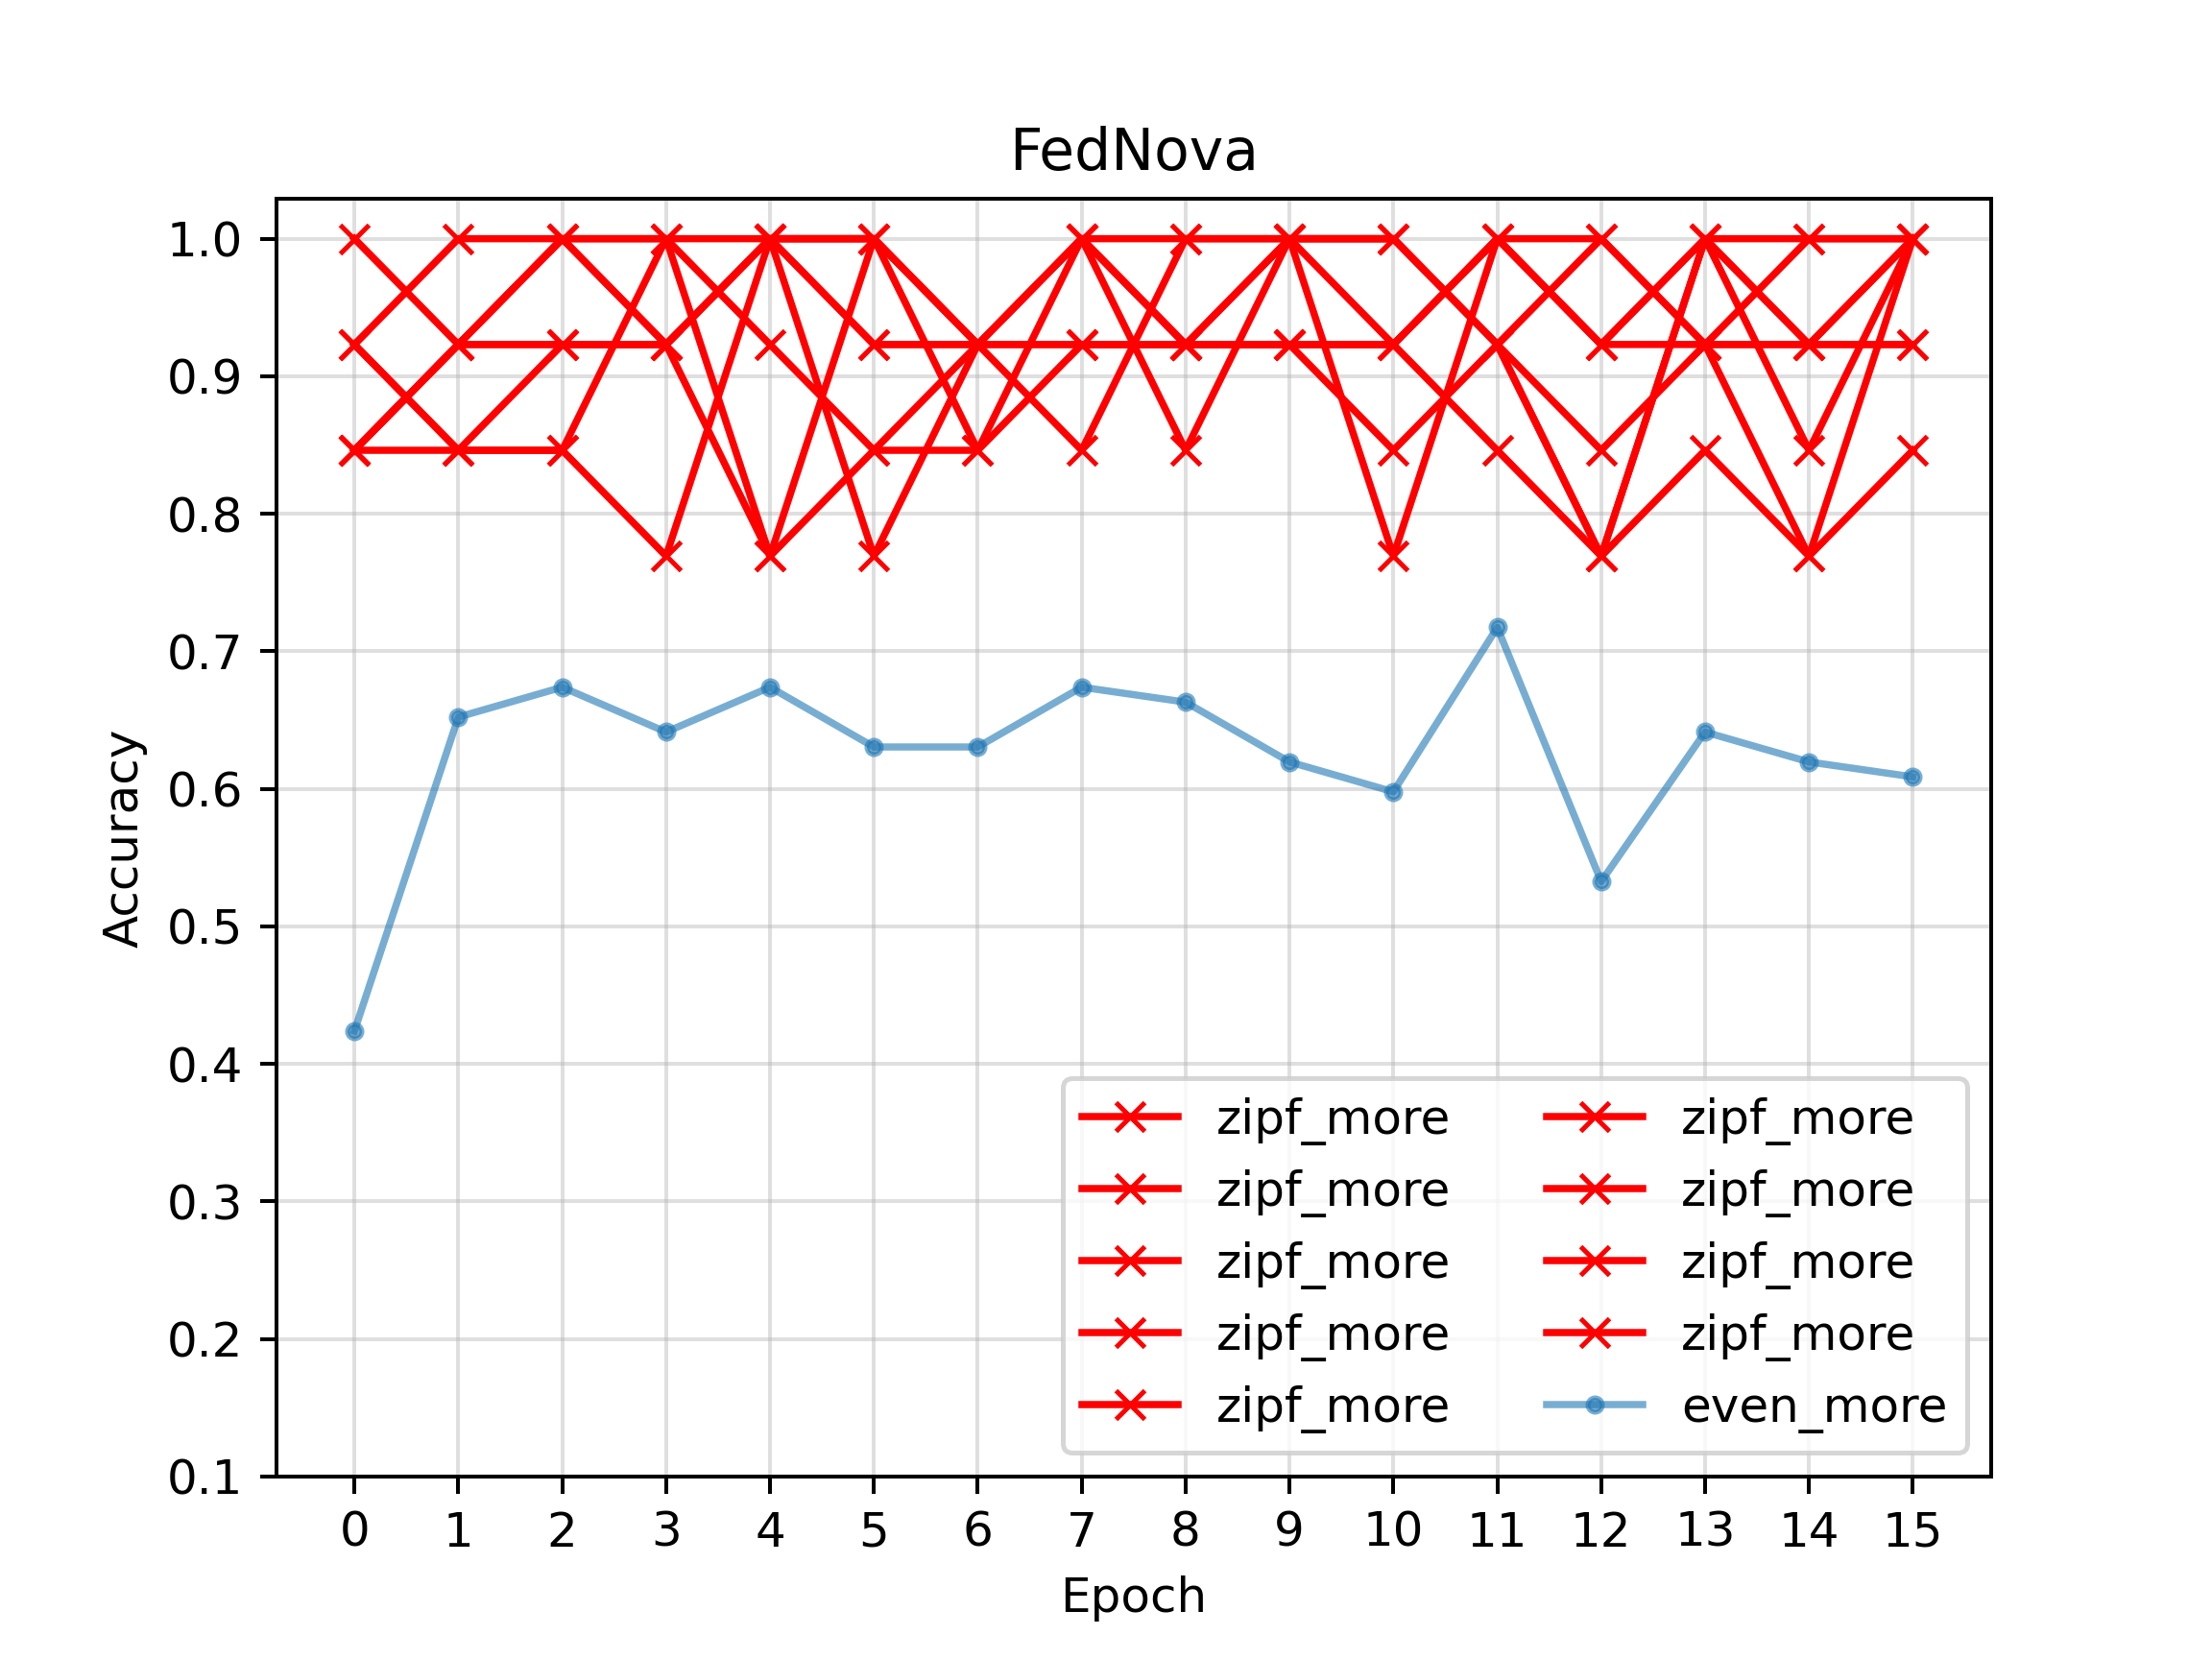 FedNova
Accuracy
1.0
0.9
0.8
0.7
0.6
0.5
0.4
0.3
0.2
0.1
zipf_more zipf_more
zipf_more zipf_more
zipf_more zipf_more
zipf_more zipf_more
zipf_more even_more
0 1 2 3 4 5 6 7 8 9 10 11 12 13 14 15
Epoch